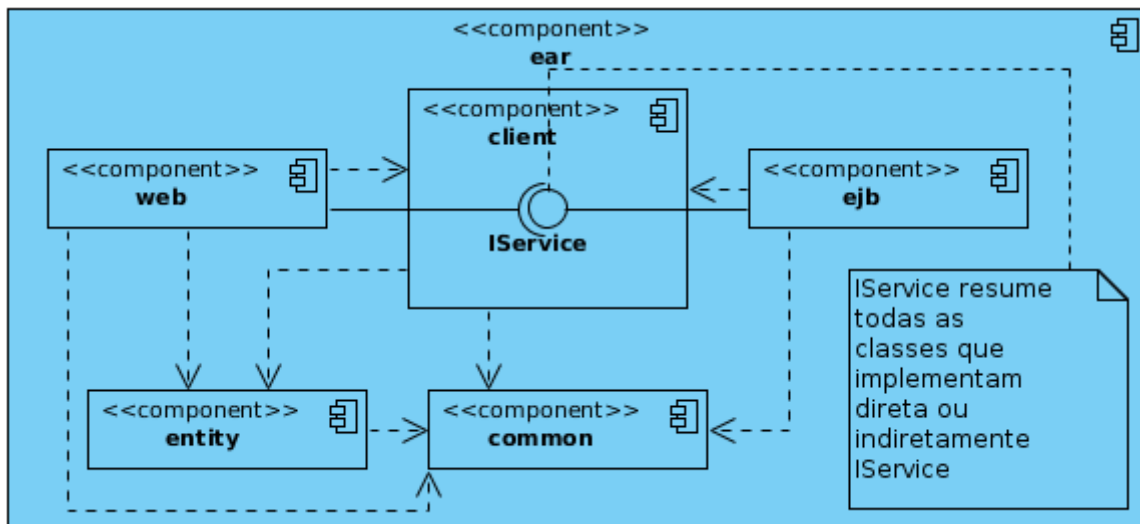 <<component>>
ear
<<component>>
client
<<component>>
web
<<component>>
ejb
IService
IService resume
todas as
classes que
implementam
direta ou
indiretamente
IService
<<component>>
entity
<<component>>
common